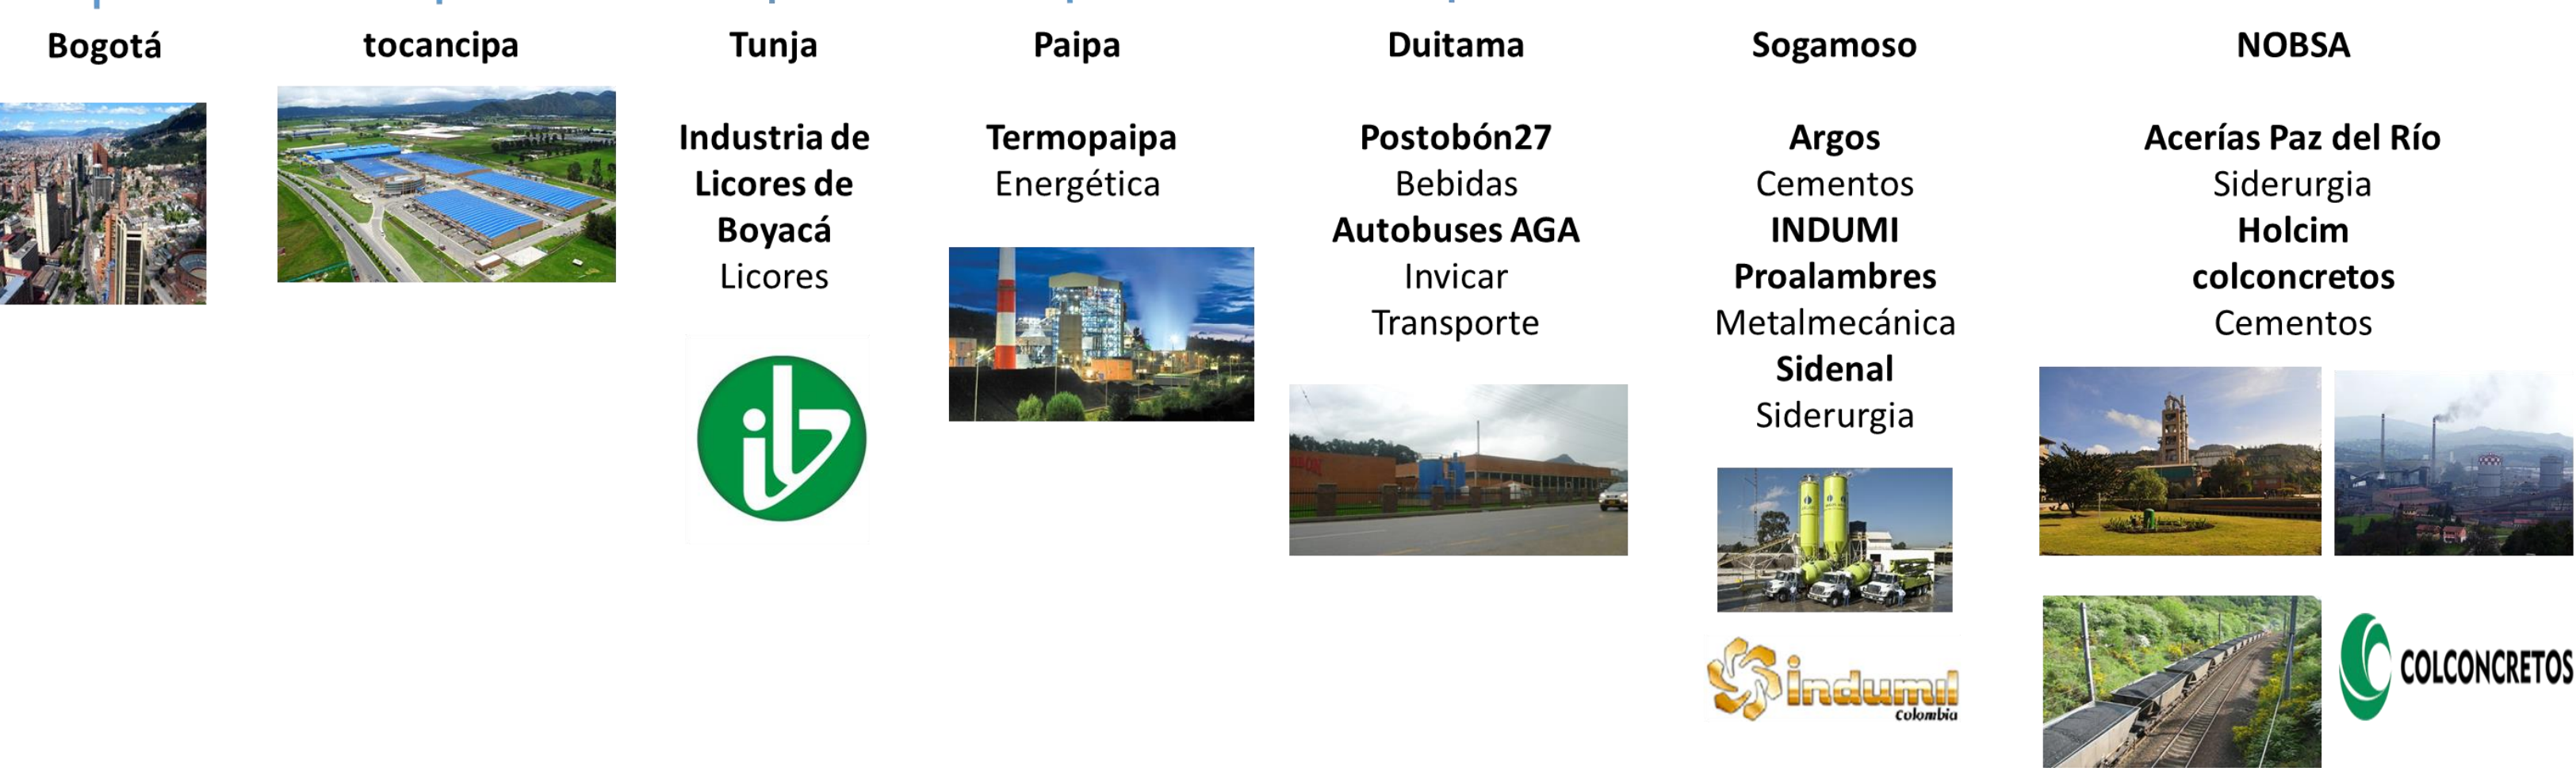 Bogotá
tocancipa
Tunja
Industria de
Licores de
Boyacá
Licores
Paipa
Termopaipa
Energética
Duitama
Postobón27
Bebidas
Autobuses AGA
Invicar
Transporte
Sogamoso
Argos
Cementos
INDUMI
Proalambres
Metalmecánica
Sidenal
Siderurgia
indumil
Colombia
NOBSA
Acerías Paz del Río
Siderurgia
Holcim
colconcretos
Cementos
COLCONCRETOS